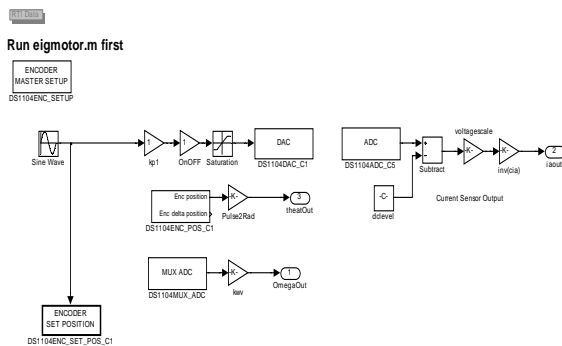 RTI Data
Run eigmotor.m first
ENCODER
MASTER SETUP
DS1104ENC_SETUP
Sine Wave
1
kp1
1
OnOFF
Saturation
DAC
DS1104DAC_C1
ADC
DS1104ADC_C5
+
-
Subtract
voltagescale
-K-
-K-
inv(cia)
2
iaout
-C-
dclevel
Current Sensor Output
Enc position
Enc delta position
DS1104ENC_POS_C1
-K-
Pulse2Rad
3
theatOut
MUX ADC
DS1104MUX_ADC
-K-
kwv
1
OmegaOut
ENCODER
SET POSITION
DS1104ENC_SET_POS_C1